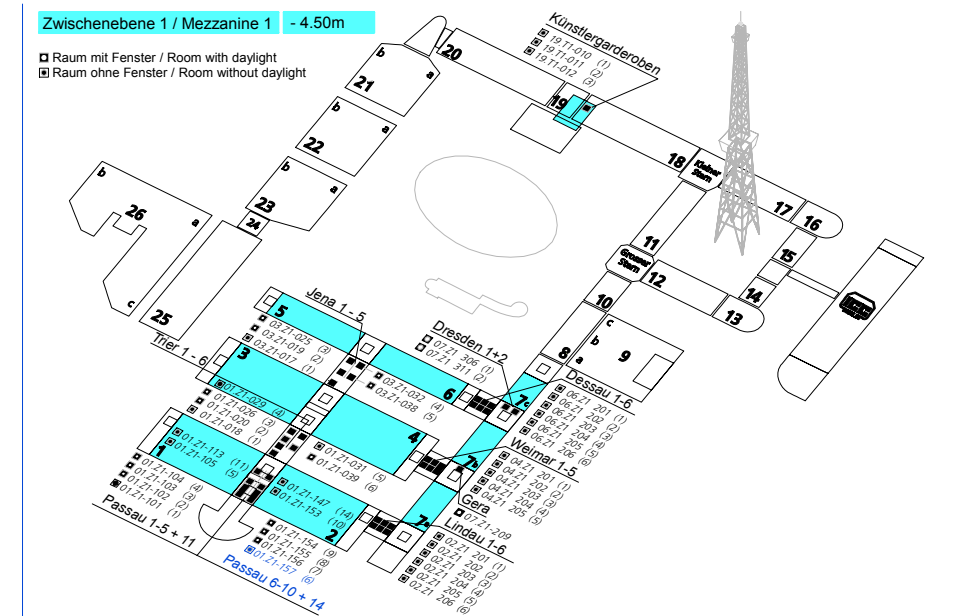 Zwischenebene 1 / Mezzanine 1 - 4.50m
Raum mit Fenster / Room with daylight
Raum ohne Fenster / Room without daylight
Künstlergarderoben
19.T1-010 (1)
19.T1-011 (2)
19.T1-012 (3)
20
b
21
a
19
b
22
a
18
Kleiner
Stern
17
16
b
23
a
24
b
26
a
c
25
11
Grosser
Stern
12
15
14
13
10
c
b
9
a
8
Jena 1 - 5
5
03.Z1-025 (3)
03.Z1-019 (2)
03.Z1-017 (1)
03.Z1-032 (4)
03.Z1-038 (5)
6
Dresden 1+2
07.Z1 306 (1)
07.Z1 311 (2)
7c
Trier 1 - 6
3
01.Z1-029 (4)
01.Z1-026 (3)
01.Z1-020 (2)
01.Z1-018 (1)
4
01.Z1-031 (5)
01.Z1-039 (6)
7b
Dessau 1-6
06.Z1 201 (1)
06.Z1 202 (2)
06.Z1 203 (3)
06.Z1 204 (4)
06.Z1 205 (5)
06.Z1 206 (6)
Weimar 1-5
04.Z1 201 (1)
04.Z1 202 (2)
04.Z1 203 (3)
04.Z1 204 (4)
04.Z1 205 (5)
Gera
07.Z1-209
1
01.Z1-113 (11)
01.Z1-105 (5)
01.Z1-104 (4)
01.Z1-103 (3)
01.Z1-102 (2)
01.Z1-101 (1)
Passau 1-5 + 11
01.Z1-147 (14)
01.Z1-153 (10)
2
01.Z1-154 (9)
01.Z1-155 (8)
01.Z1-156 (7)
01.Z1-157 (6)
Passau 6-10 + 14
7a
Lindau 1-6
02.Z1 201 (1)
02.Z1 202 (2)
02.Z1 203 (3)
02.Z1 204 (4)
02.Z1 205 (5)
02.Z1 206 (6)